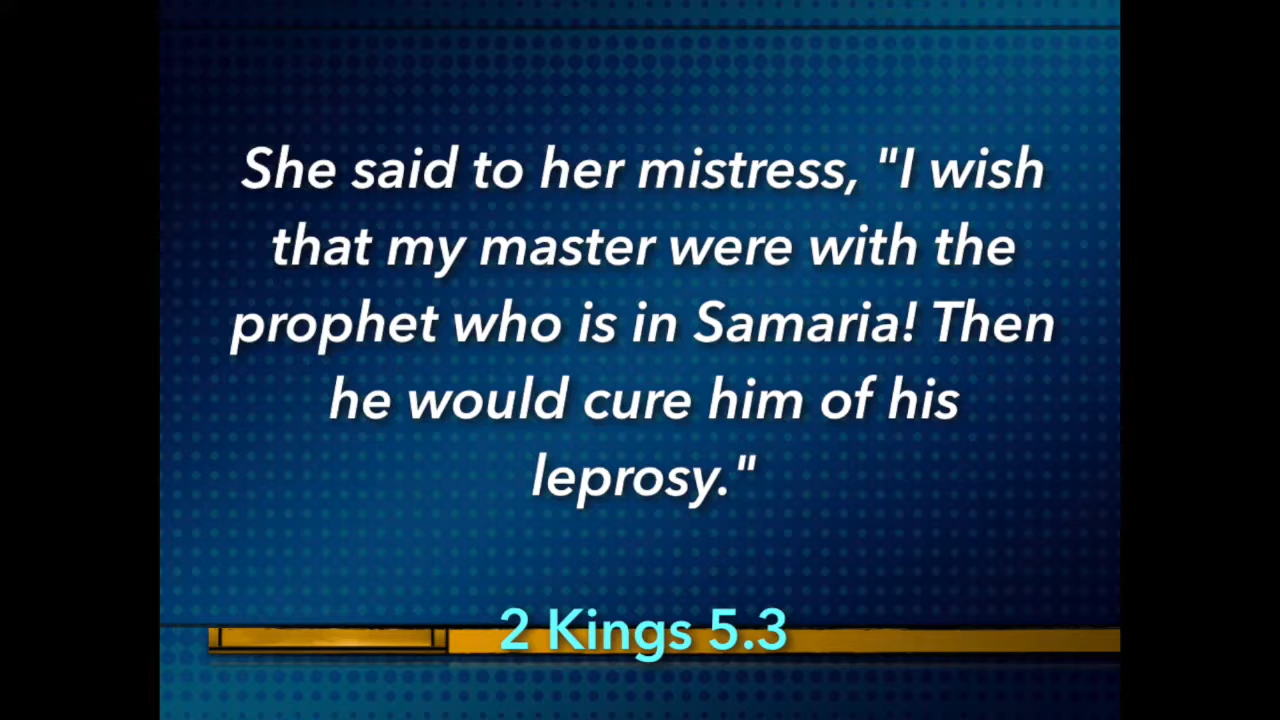 She said to her mistress, "I wish
that my master were with the
prophet who is in Samaria! Then
he would cure him of his
leprosy."
2 Kings 5.3